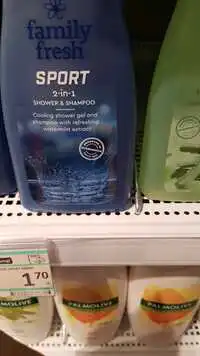 family
fresh
SPORT
2-in-1
SHOWER & SHAMPOO
Cooling shower gel and
shampoo with refreshing
watermint extract
1.70
PALMOLIVE
PALMOLIVE
PALMOLIVE